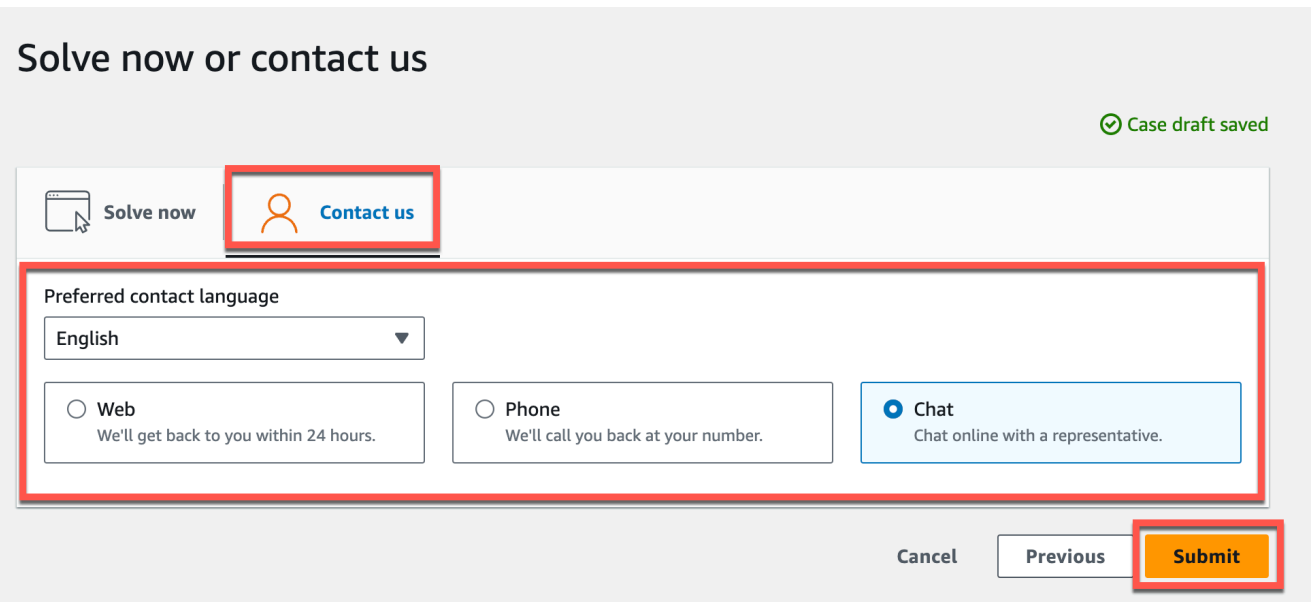 Solve now or contact us
Case draft saved
Solve now
Contact us
Preferred contact language
English
Web
We'll get back to you within 24 hours.
Phone
We'll call you back at your number.
Chat
Chat online with a representative.
Cancel
Previous
Submit